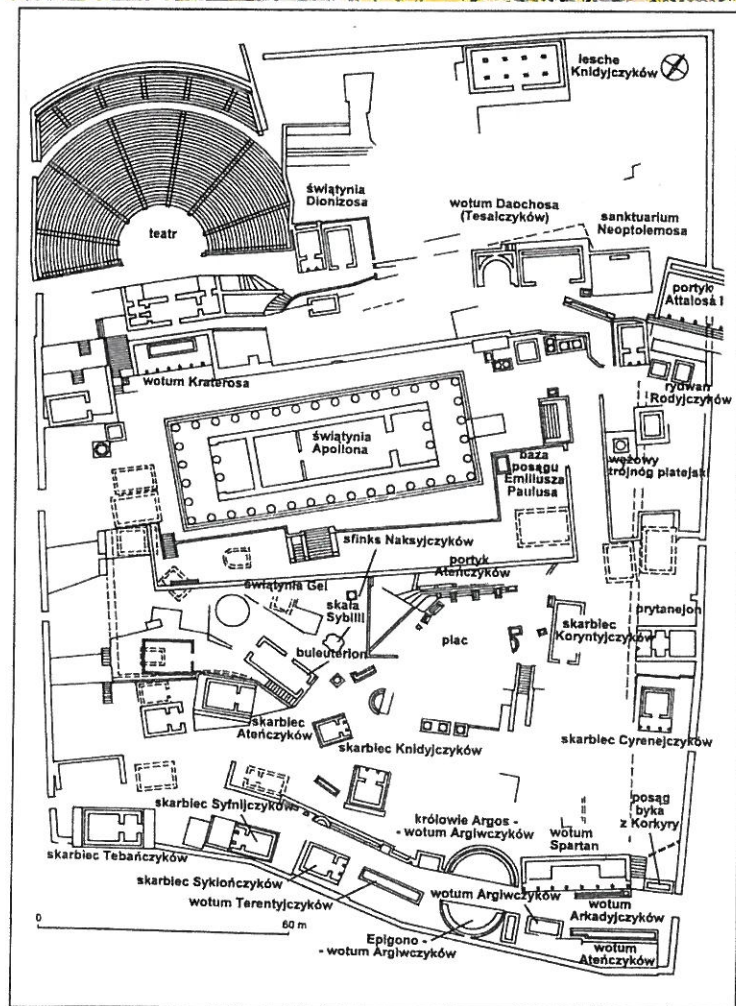 lesche
Knidyjczyków
teatr
świątynia
Dionizosa
wotum Daochosa
(Tesalczyków)
sanktuarium
Neoptolemosa
portyk
Attalosa I
wotum Kraterosa
rydwan
Rodyjczyków
świątynia
Apollona
baza
posągu
Emiliusza
Paulusa
wężowy
trójnóg platejski
sfinks Naksyjczyków
portyk
Ateńczyków
świątynia Gei
skała
Sybilli
buleuterion
plac
skarbiec
Koryntyjczyków
prytanejon
skarbiec
Ateńczyków
skarbiec Knidyjczyków
skarbiec Cyrenejczyków
skarbiec Syfnijczyków
królowie Argos -
- wotum Argiwczyków
wotum
Spartan
posąg
byka
z Korkyry
skarbiec Tebańczyków
skarbiec Sykiończyków
wotum Tarentyjczyków
wotum Argiwczyków
wotum
Arkadyjczyków
0 60 m
Epigono -
- wotum Argiwczyków
wotum
Ateńczyków